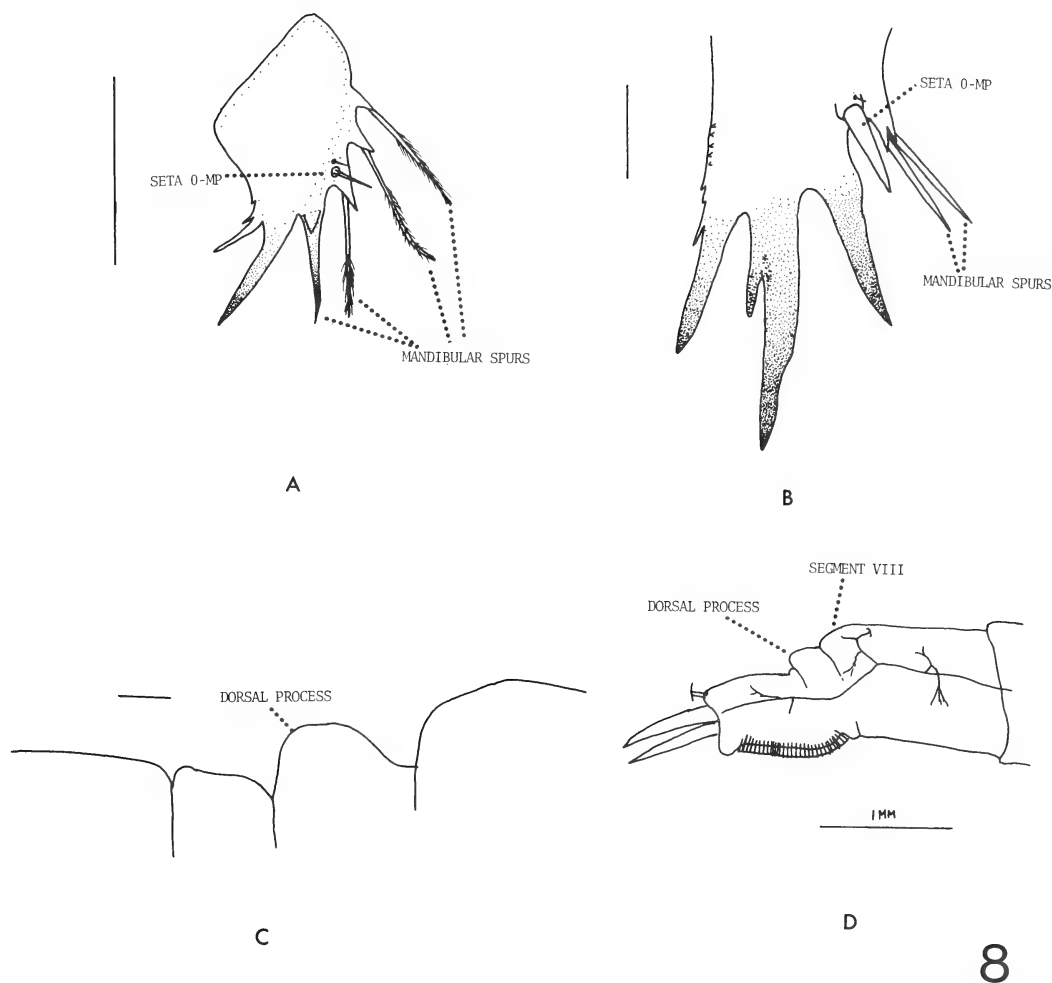 SETA 0-MP
MANDIBULAR SPURS
A
SETA 0-MP
MANDIBULAR SPURS
B
DORSAL PROCESS
C
SEGMENT VIII
DORSAL PROCESS
1MM
D
8